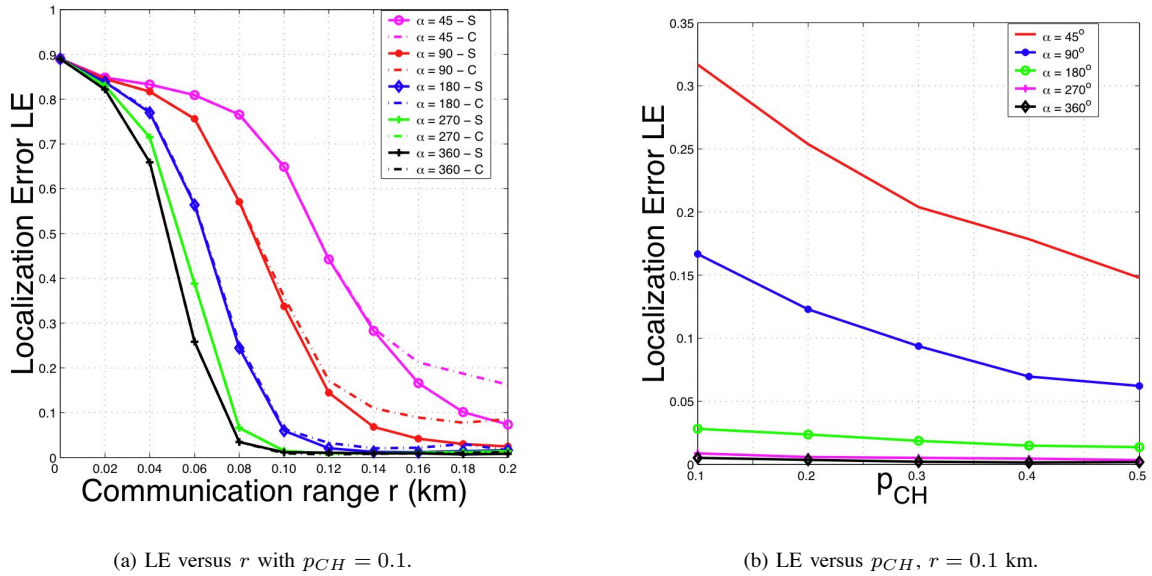 1
0.9
0.8
0.7
0.6
0.5
0.4
0.3
0.2
0.1
0
Localization Error LE
α = 45 – S
α = 45 – C
α = 90 – S
α = 90 – C
α = 180 – S
α = 180 – C
α = 270 – S
α = 270 – C
α = 360 – S
α = 360 – C
0 0.02 0.04 0.06 0.08 0.10 0.12 0.14 0.16 0.18 0.2
Communication range r (km)
(a) LE versus r with p_CH = 0.1.
0.35
0.3
0.25
0.2
0.15
0.1
0.05
0
Localization Error LE
α = 45°
α = 90°
α = 180°
α = 270°
α = 360°
0.1 0.2 0.3 0.4 0.5
p_CH
(b) LE versus p_CH, r = 0.1 km.